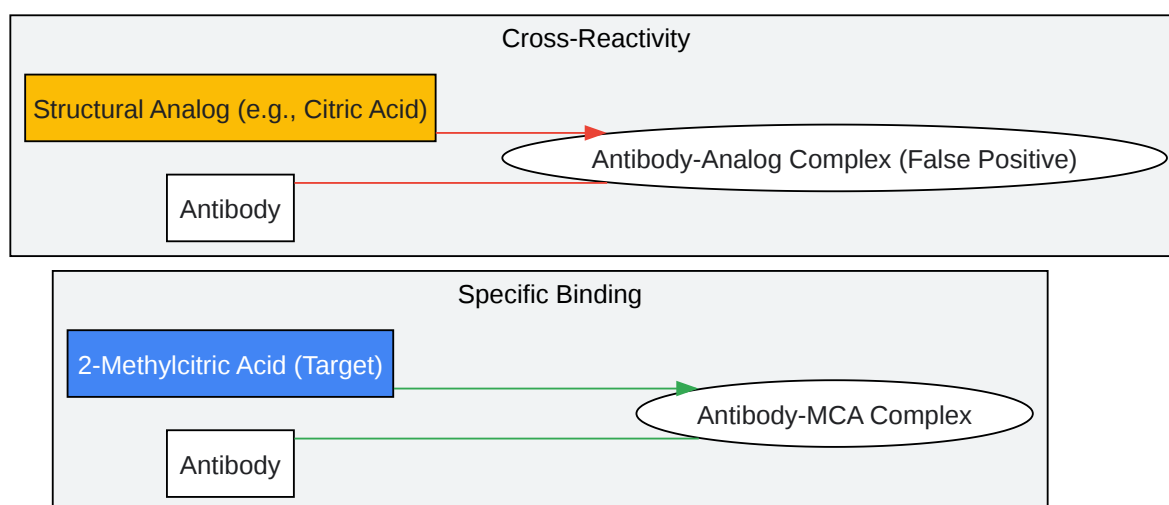 Cross-Reactivity
Structural Analog (e.g., Citric Acid)
Antibody-Analog Complex (False Positive)
Antibody
Specific Binding
2-Methylcitric Acid (Target)
Antibody-MCA Complex
Antibody